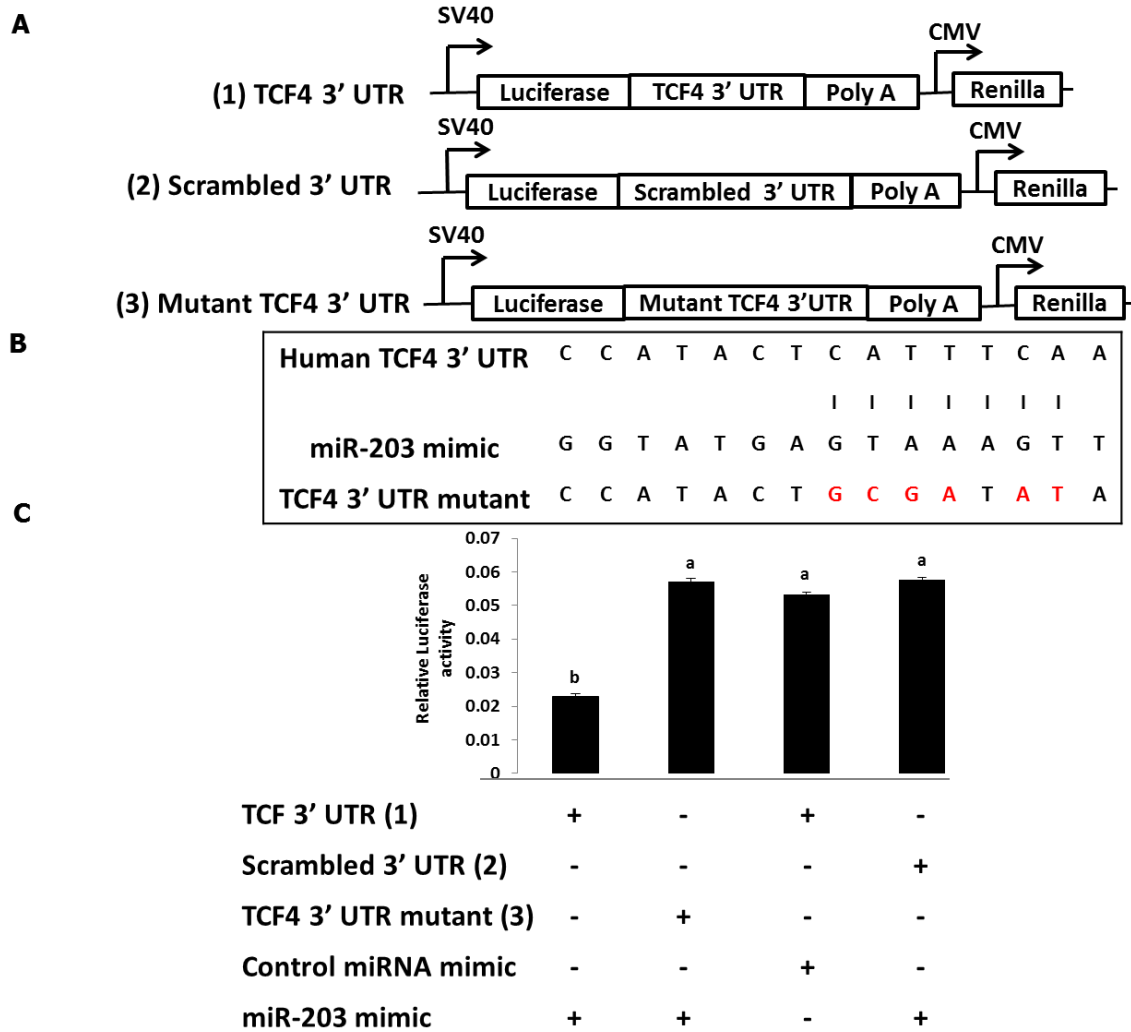 A
SV40
CMV
(1) TCF4 3’ UTR
Luciferase TCF4 3’ UTR Poly A Renilla
SV40
CMV
(2) Scrambled 3’ UTR
Luciferase Scrambled 3’ UTR Poly A Renilla
SV40
CMV
(3) Mutant TCF4 3’ UTR
Luciferase Mutant TCF4 3’UTR Poly A Renilla
B
Human TCF4 3’ UTR C C A T A C T C A T T T C A A
I I I I I I I
miR-203 mimic G G T A T G A G T A A A G T T
TCF4 3’ UTR mutant C C A T A C T G C G A T A T A
C
Relative Luciferase
activity
0.07
0.06
0.05
0.04
0.03
0.02
0.01
0
b a a a
TCF 3’ UTR (1) + - + -
Scrambled 3’ UTR (2) - - - +
TCF4 3’ UTR mutant (3) - + - -
Control miRNA mimic - - + -
miR-203 mimic + + - +